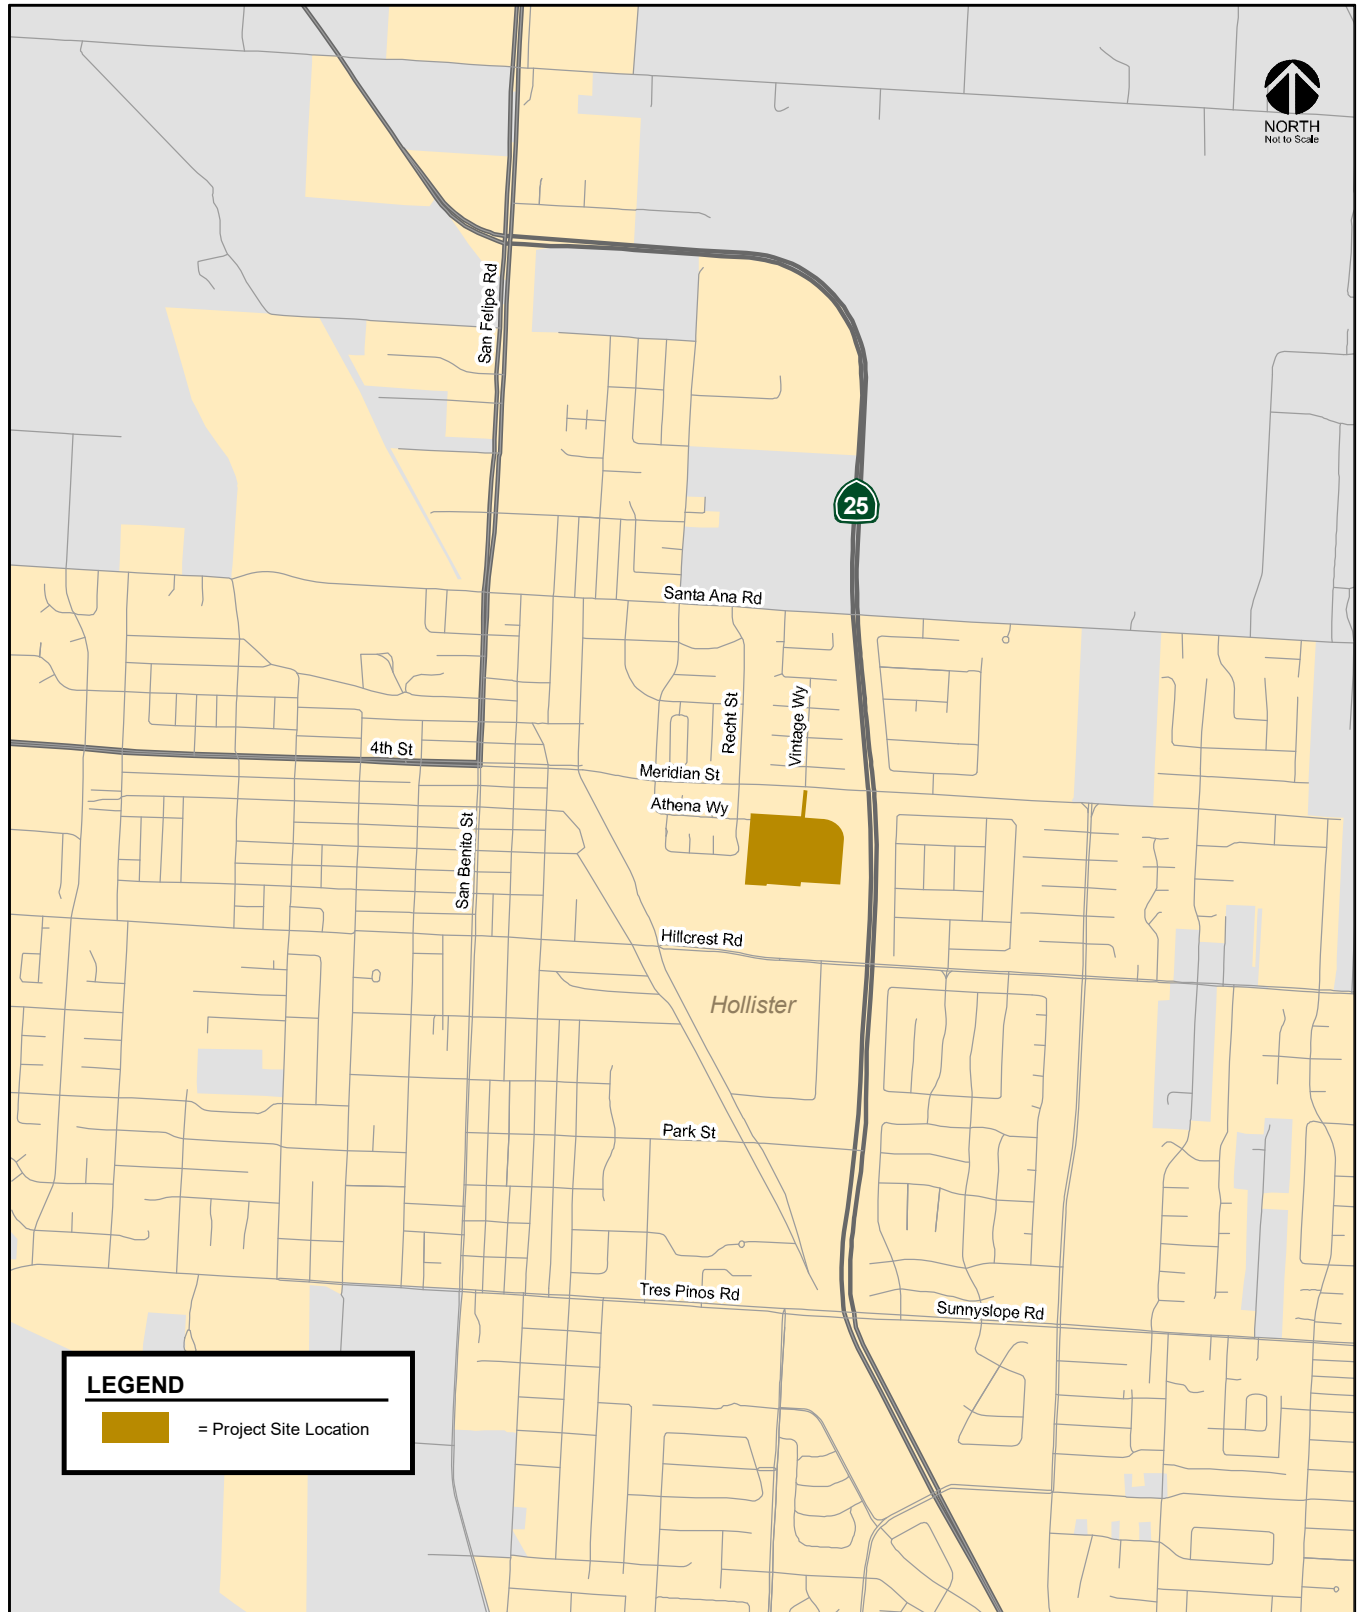 NORTH
Not to Scale
San Felipe Rd
25
Santa Ana Rd
Recht St
Vintage Wy
4th St
Meridian St
Athena Wy
San Benito St
Hillcrest Rd
Hollister
Park St
Tres Pinos Rd
Sunnyslope Rd
LEGEND
= Project Site Location